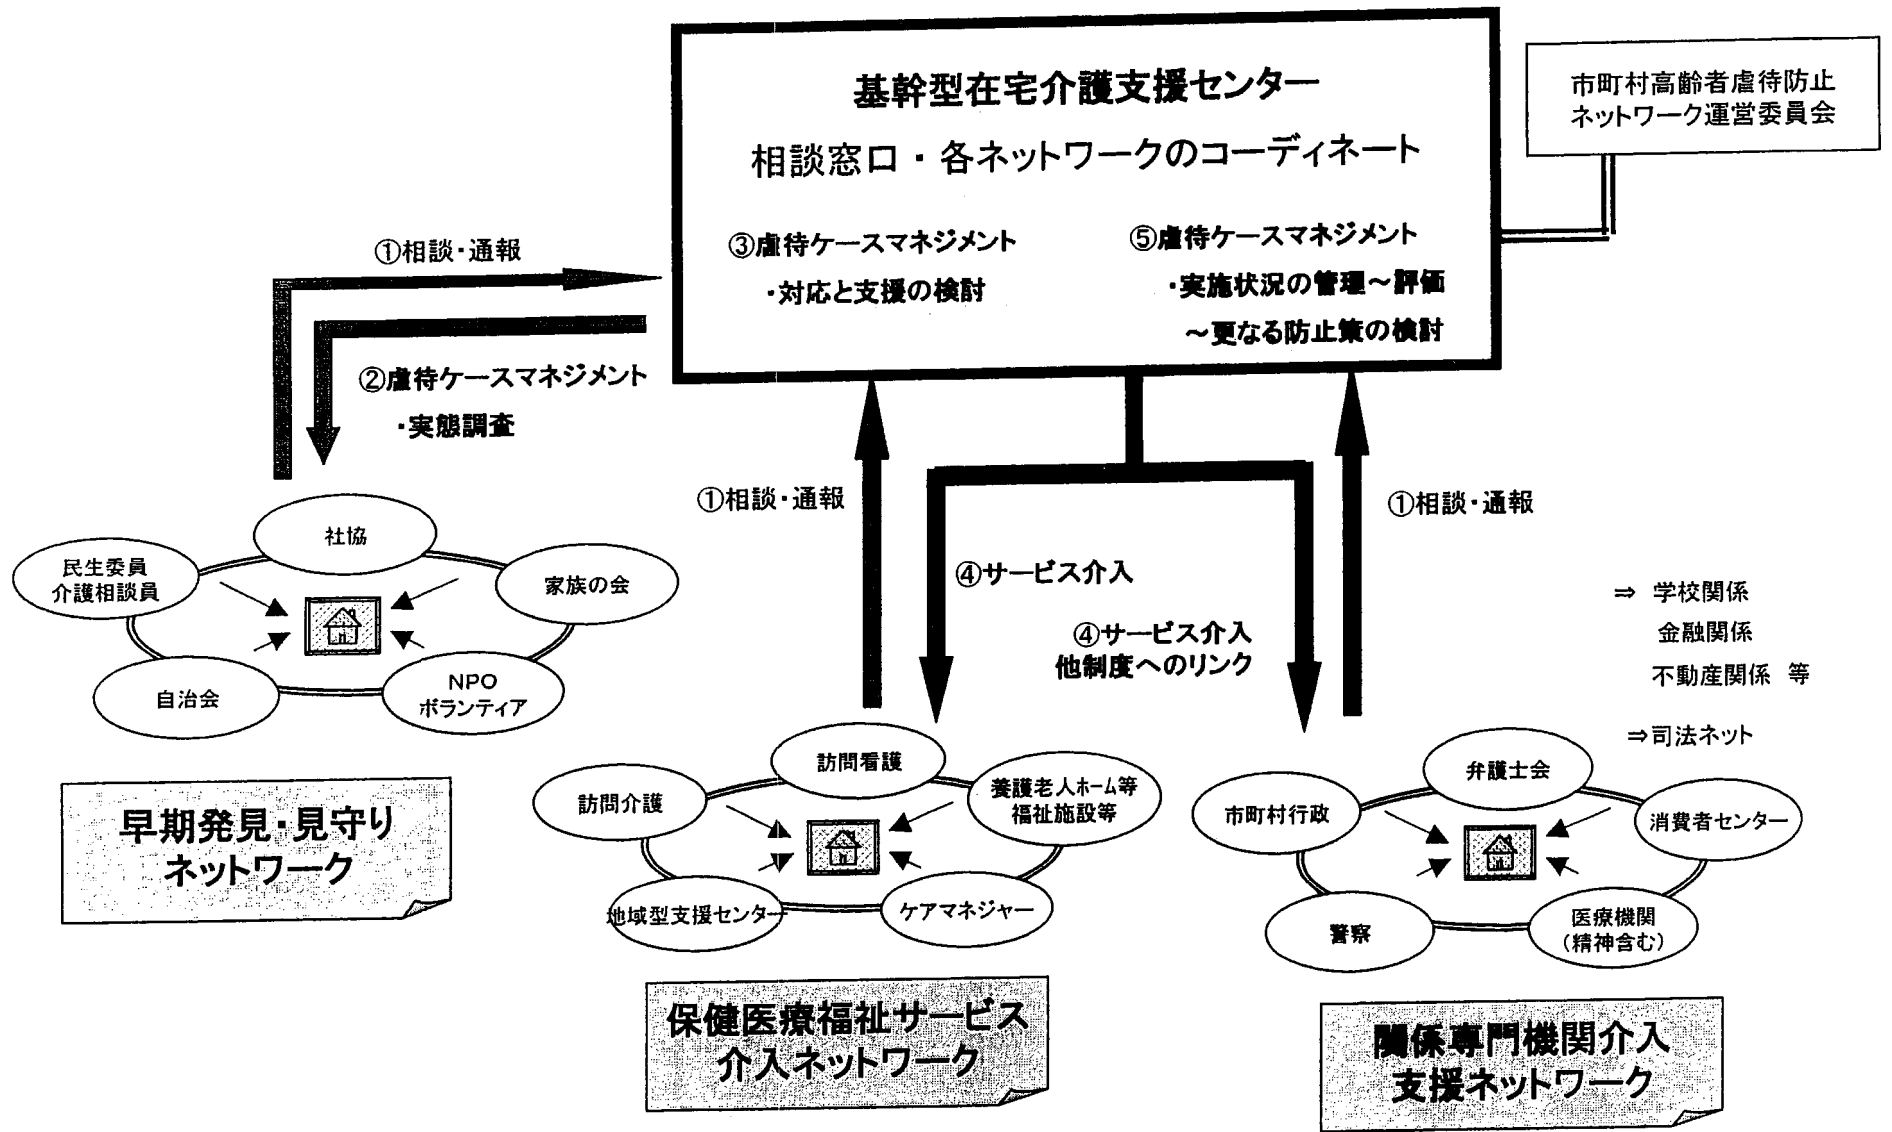 基幹型在宅介護支援センター
相談窓口・各ネットワークのコーディネート
③虐待ケースマネジメント
・対応と支援の検討
⑤虐待ケースマネジメント
・実施状況の管理～評価
～更なる防止策の検討
市町村高齢者虐待防止
ネットワーク運営委員会
①相談・通報
②虐待ケースマネジメント
・実態調査
①相談・通報
④サービス介入
④サービス介入
他制度へのリンク
①相談・通報
⇒ 学校関係
金融関係
不動産関係 等
⇒司法ネット
社協
民生委員
介護相談員
家族の会
自治会
NPO
ボランティア
早期発見・見守り
ネットワーク
訪問看護
訪問介護
養護老人ホーム等
福祉施設等
地域型支援センター
ケアマネジャー
保健医療福祉サービス
介入ネットワーク
弁護士会
市町村行政
消費者センター
警察
医療機関
（精神含む）
関係専門機関介入
支援ネットワーク